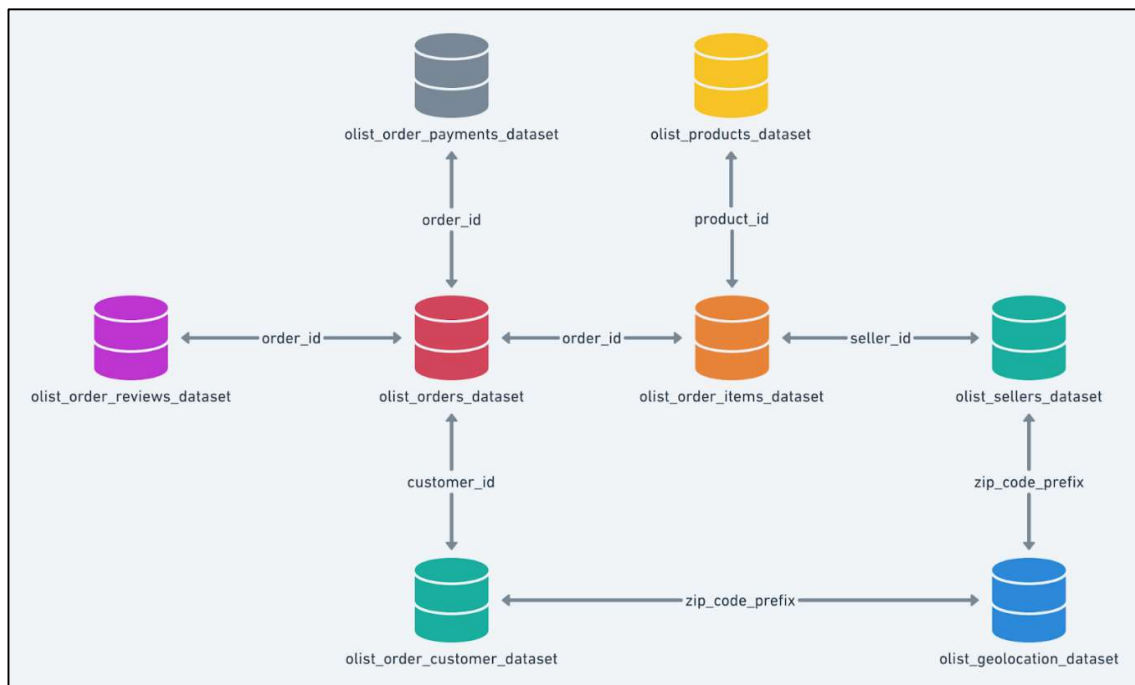 olist_order_payments_dataset
olist_products_dataset
order_id
product_id
order_id
order_id
seller_id
olist_order_reviews_dataset
olist_orders_dataset
olist_order_items_dataset
olist_sellers_dataset
customer_id
zip_code_prefix
zip_code_prefix
olist_order_customer_dataset
olist_geolocation_dataset